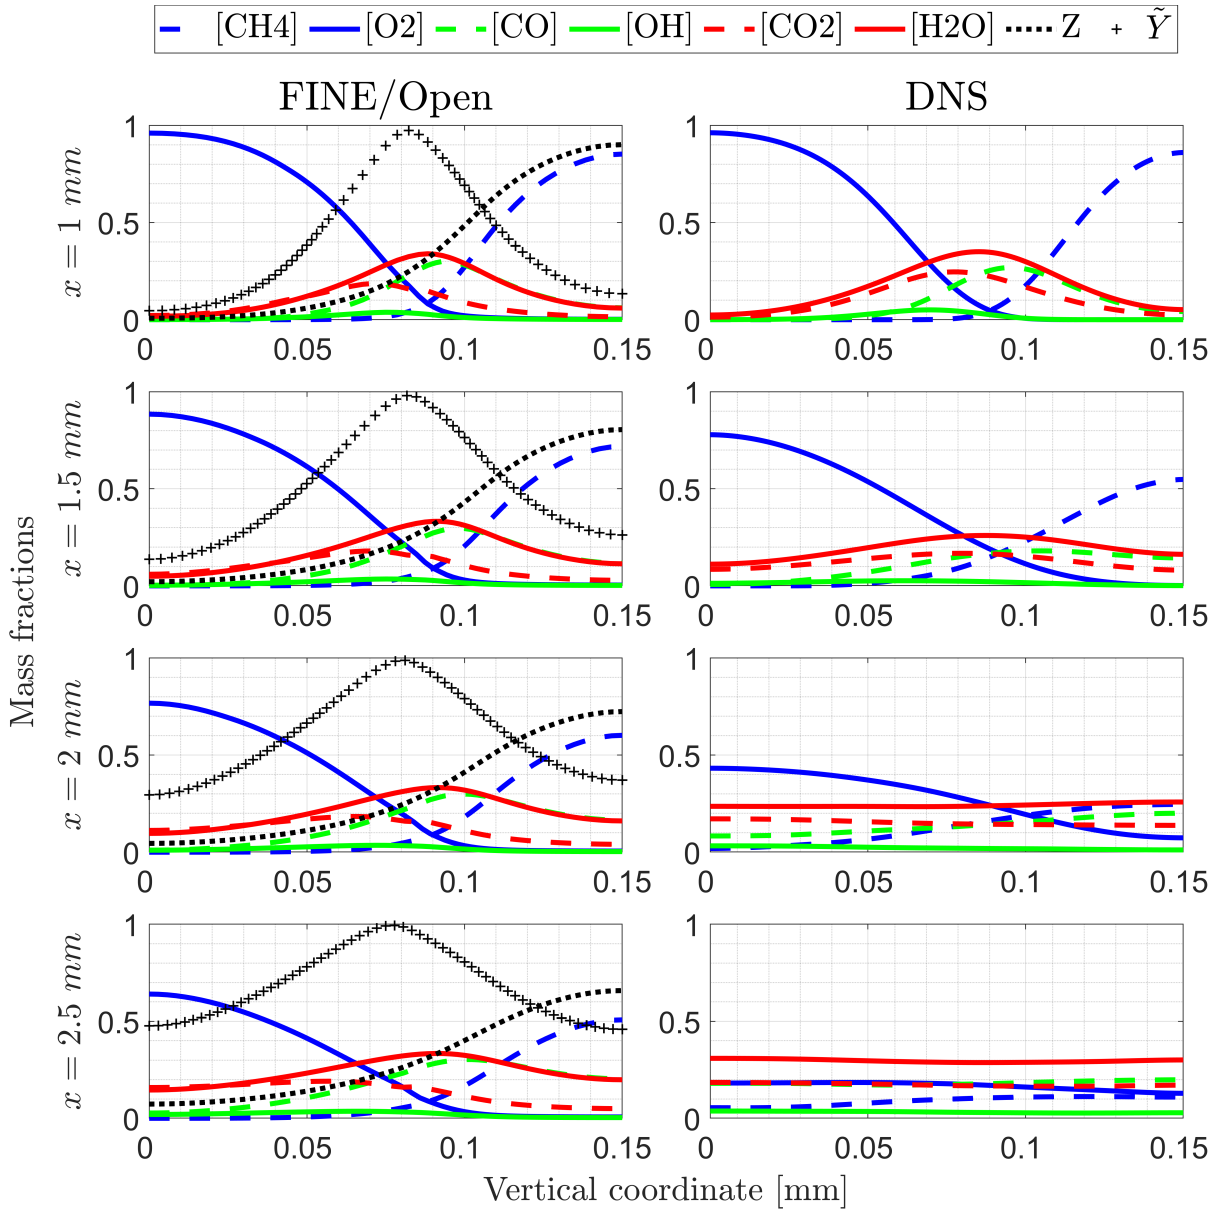 [CH4] [O2] [CO] [OH] [CO2] [H2O] Z + Ỹ
FINE/Open DNS
x = 1 mm
1 1
0.5 0.5
0 0
0 0.05 0.1 0.15 0 0.05 0.1 0.15
x = 1.5 mm
1 1
0.5 0.5
0 0
0 0.05 0.1 0.15 0 0.05 0.1 0.15
Mass fractions
x = 2 mm
1 1
0.5 0.5
0 0
0 0.05 0.1 0.15 0 0.05 0.1 0.15
x = 2.5 mm
1 1
0.5 0.5
0 0
0 0.05 0.1 0.15 0 0.05 0.1 0.15
Vertical coordinate [mm]